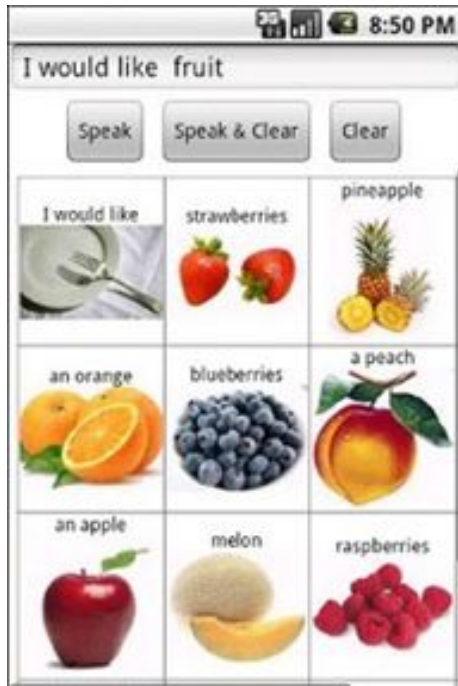 3G 8:50 PM
I would like fruit
Speak Speak & Clear Clear
I would like strawberries pineapple
an orange blueberries a peach
an apple melon raspberries